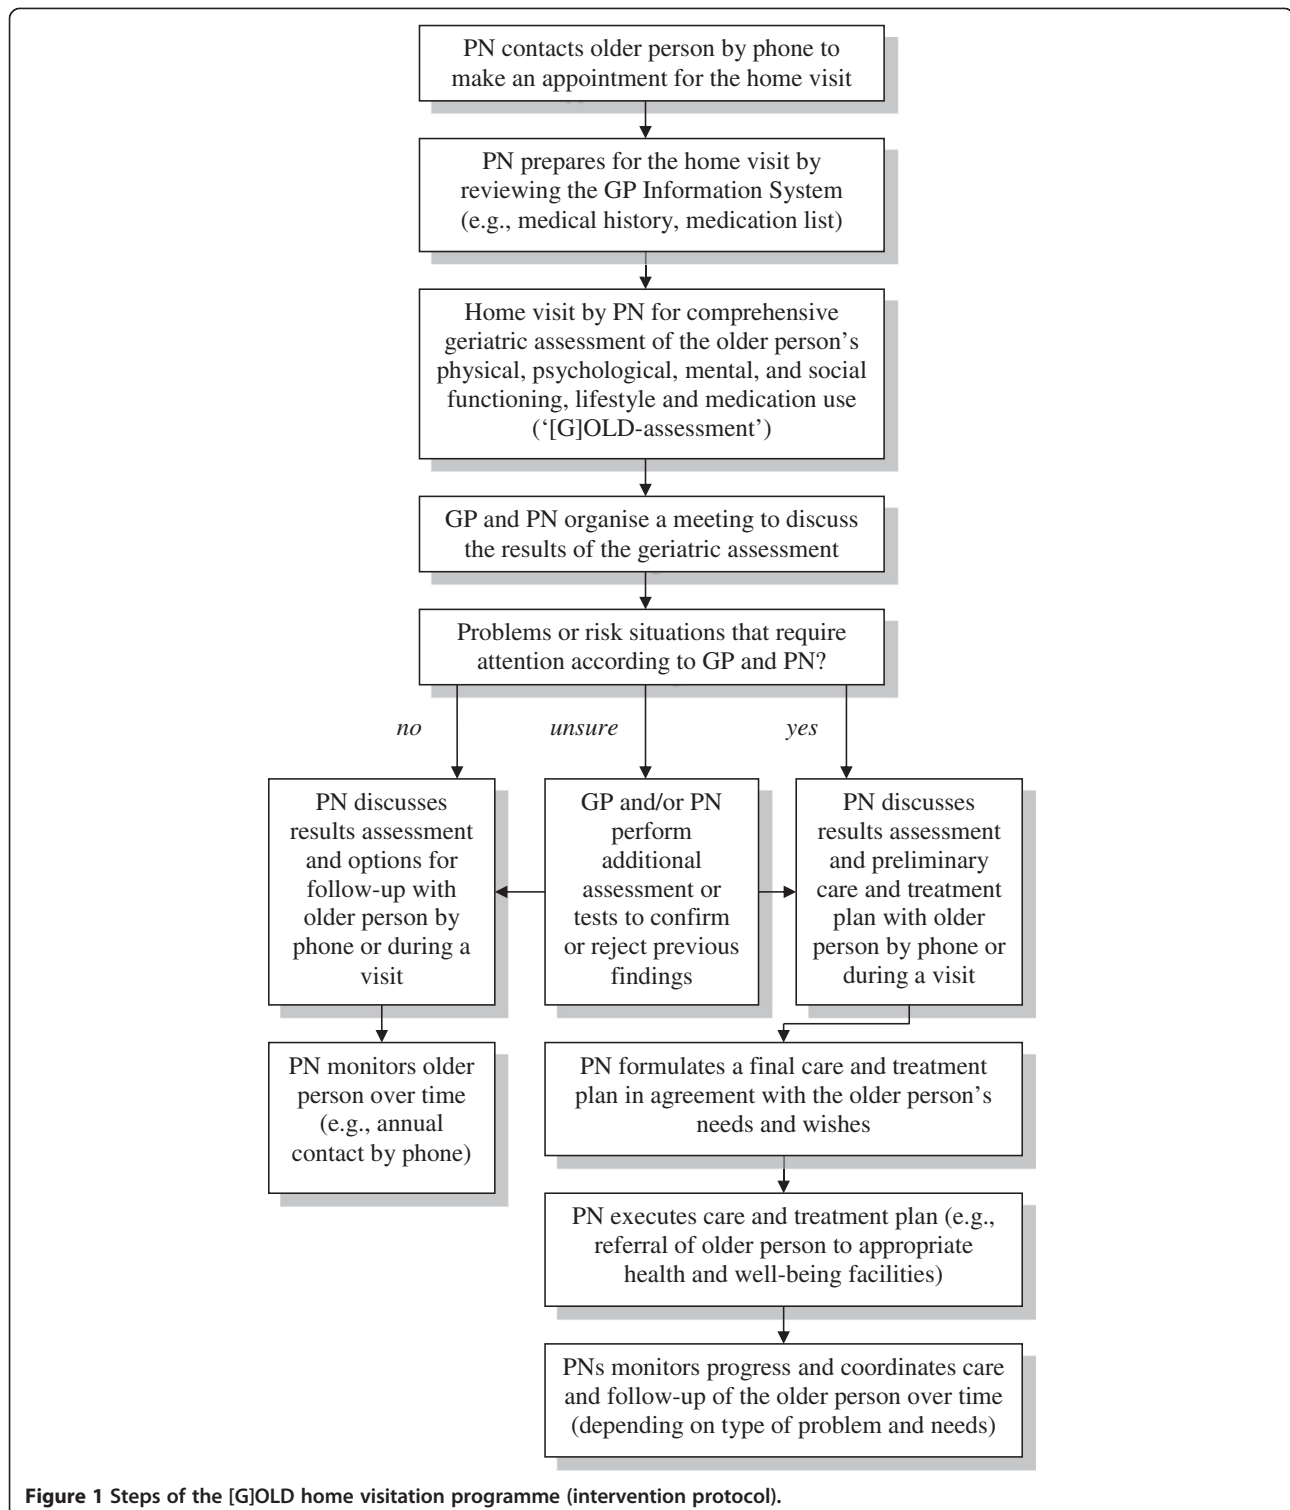 PN contacts older person by phone to
make an appointment for the home visit
PN prepares for the home visit by
reviewing the GP Information System
(e.g., medical history, medication list)
Home visit by PN for comprehensive
geriatric assessment of the older person's
physical, psychological, mental, and social
functioning, lifestyle and medication use
(‘[G]OLD-assessment’)
GP and PN organise a meeting to discuss
the results of the geriatric assessment
Problems or risk situations that require
attention according to GP and PN?
no
unsure
yes
PN discusses
results assessment
and options for
follow-up with
older person by
phone or during a
visit
GP and/or PN
perform
additional
assessment or
tests to confirm
or reject previous
findings
PN discusses
results assessment
and preliminary
care and treatment
plan with older
person by phone or
during a visit
PN monitors older
person over time
(e.g., annual
contact by phone)
PN formulates a final care and treatment
plan in agreement with the older person's
needs and wishes
PN executes care and treatment plan (e.g.,
referral of older person to appropriate
health and well-being facilities)
PNs monitors progress and coordinates care
and follow-up of the older person over time
(depending on type of problem and needs)
Figure 1 Steps of the [G]OLD home visitation programme (intervention protocol).